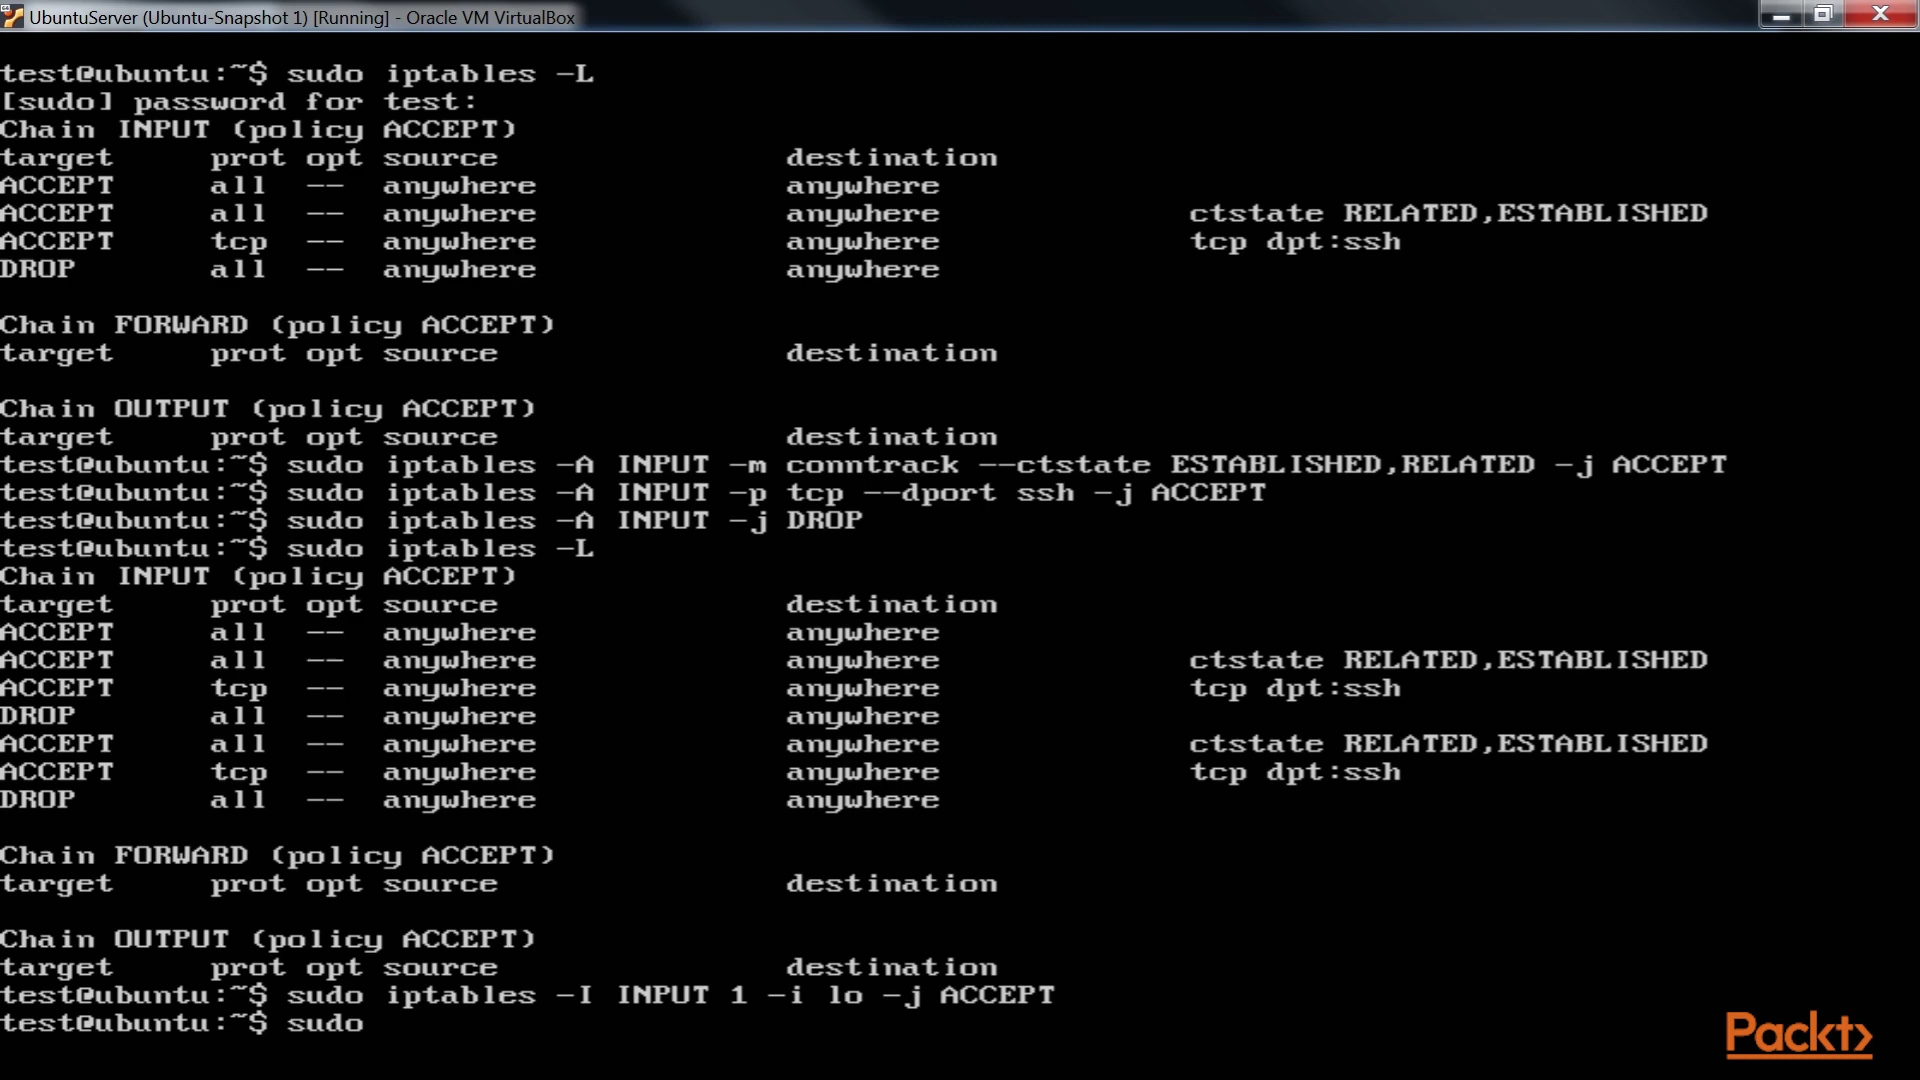 UbuntuServer (Ubuntu-Snapshot 1) [Running] - Oracle VM VirtualBox
test@ubuntu:~$ sudo iptables -L
[sudo] password for test:
Chain INPUT (policy ACCEPT)
target prot opt source destination
ACCEPT all -- anywhere anywhere
ACCEPT all -- anywhere anywhere ctstate RELATED,ESTABLISHED
ACCEPT tcp -- anywhere anywhere tcp dpt:ssh
DROP all -- anywhere anywhere
Chain FORWARD (policy ACCEPT)
target prot opt source destination
Chain OUTPUT (policy ACCEPT)
target prot opt source destination
test@ubuntu:~$ sudo iptables -A INPUT -m conntrack --ctstate ESTABLISHED,RELATED -j ACCEPT
test@ubuntu:~$ sudo iptables -A INPUT -p tcp --dport ssh -j ACCEPT
test@ubuntu:~$ sudo iptables -A INPUT -j DROP
test@ubuntu:~$ sudo iptables -L
Chain INPUT (policy ACCEPT)
target prot opt source destination
ACCEPT all -- anywhere anywhere
ACCEPT all -- anywhere anywhere ctstate RELATED,ESTABLISHED
ACCEPT tcp -- anywhere anywhere tcp dpt:ssh
DROP all -- anywhere anywhere
ACCEPT all -- anywhere anywhere ctstate RELATED,ESTABLISHED
ACCEPT tcp -- anywhere anywhere tcp dpt:ssh
DROP all -- anywhere anywhere
Chain FORWARD (policy ACCEPT)
target prot opt source destination
Chain OUTPUT (policy ACCEPT)
target prot opt source destination
test@ubuntu:~$ sudo iptables -I INPUT 1 -i lo -j ACCEPT
test@ubuntu:~$ sudo
Packt>